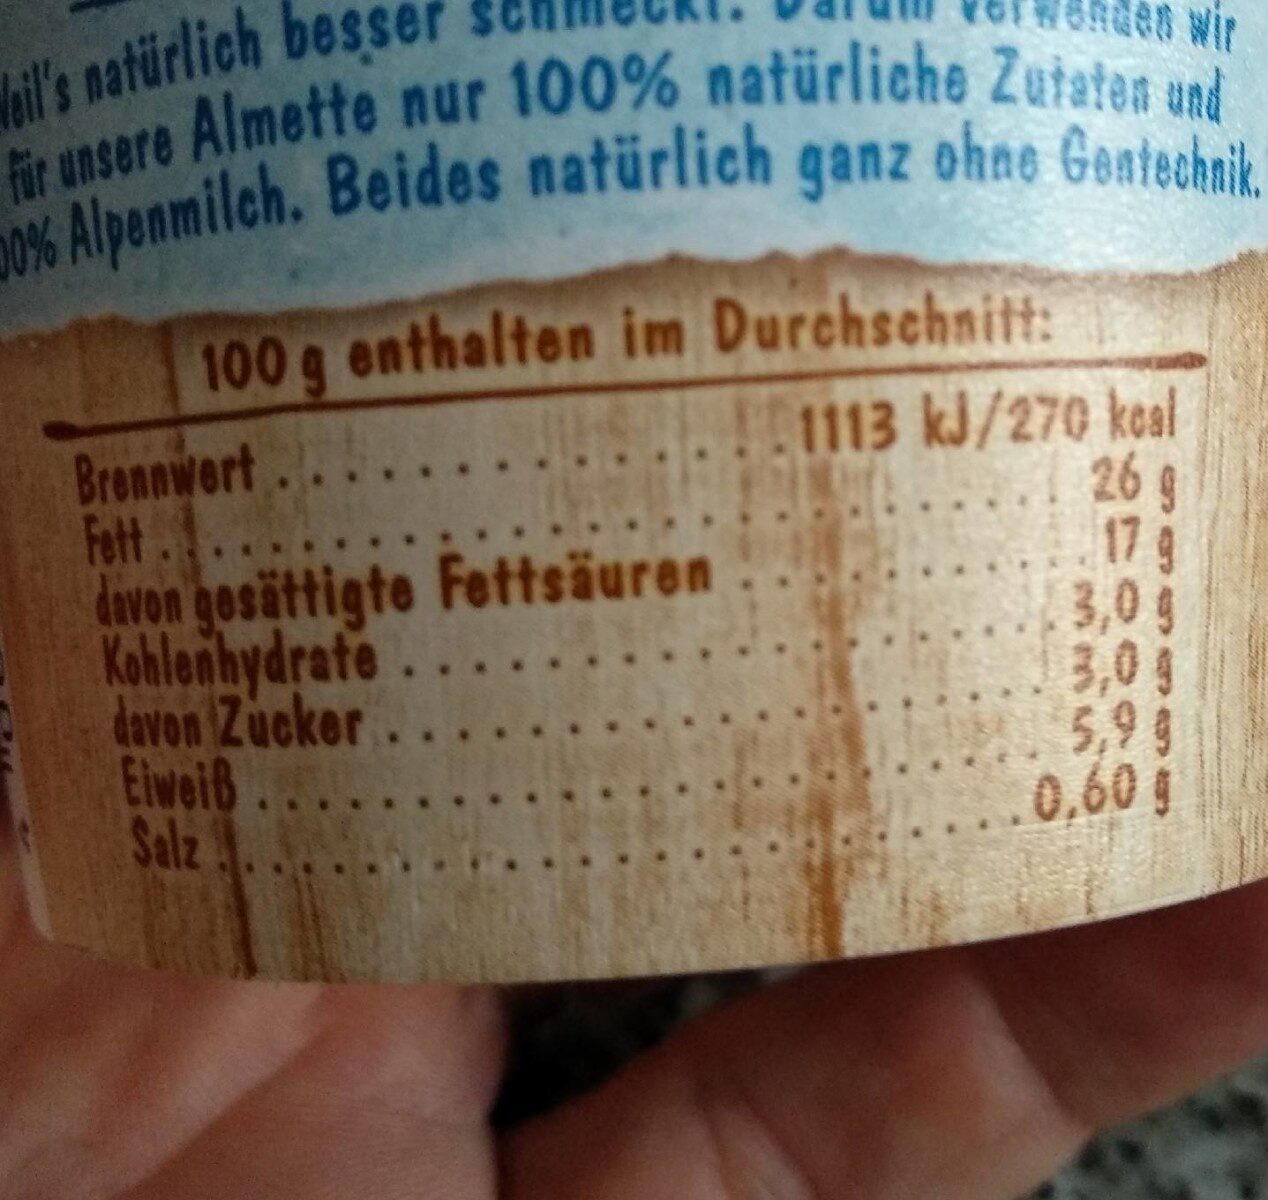 Weil's natürlich besser schmeckt. Darum verwenden wir
für unsere Almette nur 100% natürliche Zutaten und
Alpenmilch. Beides natürlich ganz ohne Gentechnik.
100 g enthalten im Durchschnitt:
Brennwert . . . . . . . . . . . . . . . . 1113 kJ/270 kcal
Fett . . . . . . . . . . . . . . . . . . . . . . 26 g
davon gesättigte Fettsäuren . . . . . . . . . . 17 g
Kohlenhydrate . . . . . . . . . . . . . . . . . 3,0 g
davon Zucker . . . . . . . . . . . . . . . . . . 3,0 g
Eiweiß . . . . . . . . . . . . . . . . . . . . . 5,9 g
Salz . . . . . . . . . . . . . . . . . . . . . . 0,60 g